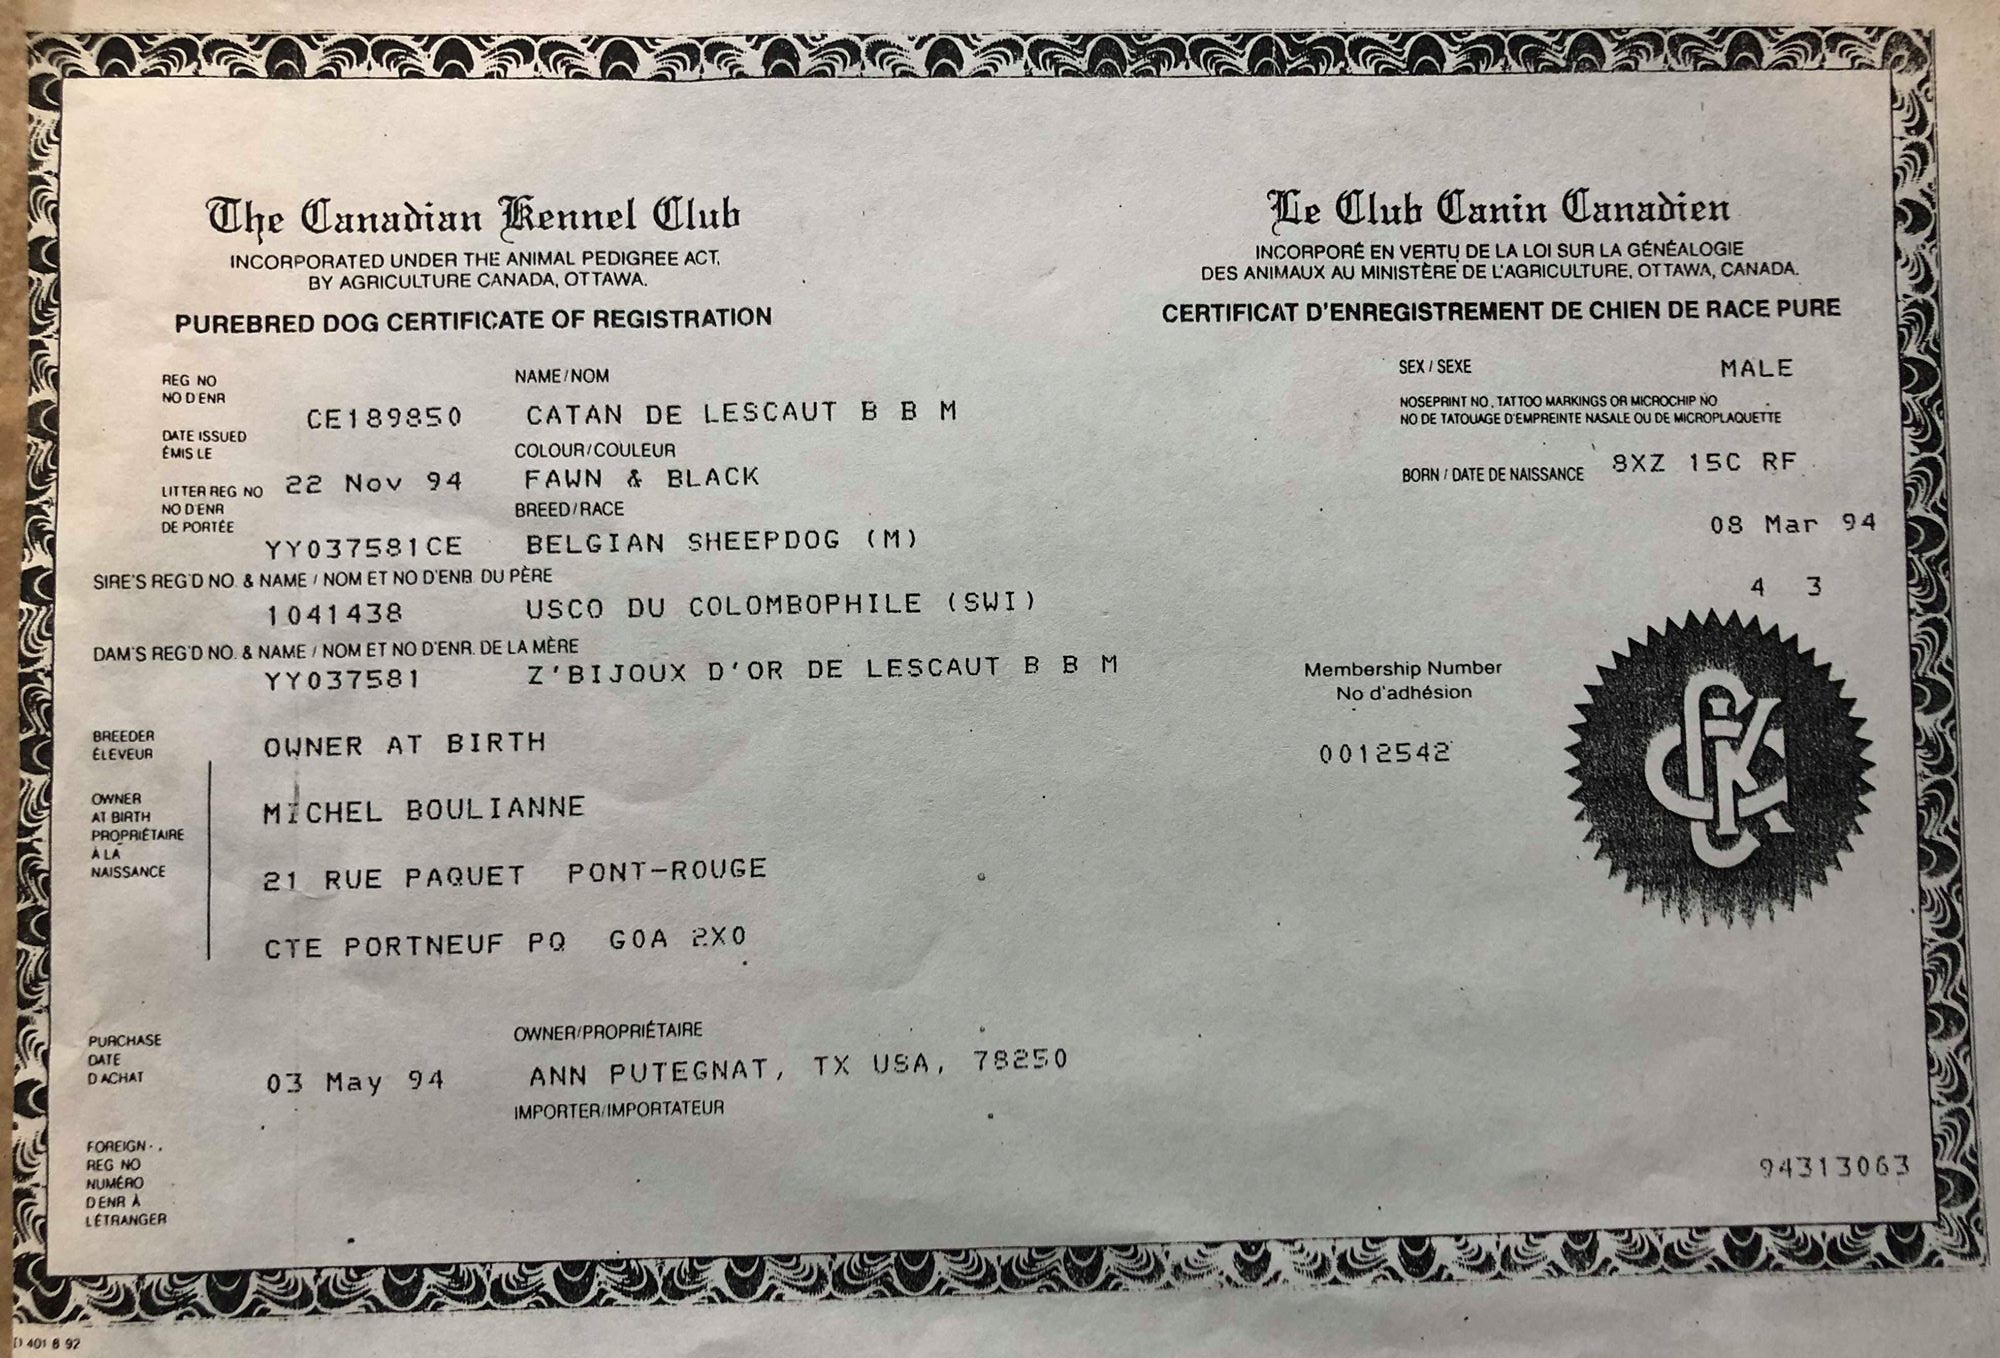 The Canadian Kennel Club
INCORPORATED UNDER THE ANIMAL PEDIGREE ACT,
BY AGRICULTURE CANADA, OTTAWA.
PUREBRED DOG CERTIFICATE OF REGISTRATION
Le Club Canin Canadien
INCORPORÉ EN VERTU DE LA LOI SUR LA GÉNÉALOGIE
DES ANIMAUX AU MINISTÈRE DE L'AGRICULTURE, OTTAWA, CANADA.
CERTIFICAT D'ENREGISTREMENT DE CHIEN DE RACE PURE
REG NO
NO D'ENR
CE189850
NAME/NOM
CATAN DE LESCAUT B B M
SEX / SEXE
MALE
NOSEPRINT NO., TATTOO MARKINGS OR MICROCHIP NO
NO DE TATOUAGE D'EMPREINTE NASALE OU DE MICROPLAQUETTE
8XZ 15C RF
DATE ISSUED
ÉMIS LE
22 Nov 94
COLOUR/COULEUR
FAWN & BLACK
BORN / DATE DE NAISSANCE
08 Mar 94
LITTER REG NO
NO D'ENR
DE PORTÉE
YY037581CE
BREED/RACE
BELGIAN SHEEPDOG (M)
4 3
SIRE'S REG'D NO. & NAME / NOM ET NO D'ENR. DU PÈRE
1041438 USCO DU COLOMBOPHILE (SWI)
DAM'S REG'D NO. & NAME / NOM ET NO D'ENR. DE LA MÈRE
YY037581 Z'BIJOUX D'OR DE LESCAUT B B M
Membership Number
No d'adhésion
0012542
CKC
BREEDER
ÉLEVEUR
OWNER AT BIRTH
OWNER
AT BIRTH
PROPRIÉTAIRE
À LA
NAISSANCE
MICHEL BOULIANNE
21 RUE PAQUET PONT-ROUGE
CTE PORTNEUF PQ G0A 2X0
PURCHASE
DATE
D'ACHAT
03 May 94
OWNER/PROPRIÉTAIRE
ANN PUTEGNAT, TX USA, 78250
IMPORTER/IMPORTATEUR
FOREIGN
REG NO
NUMÉRO
D'ENR À
L'ÉTRANGER
94313063
D 401 8 92